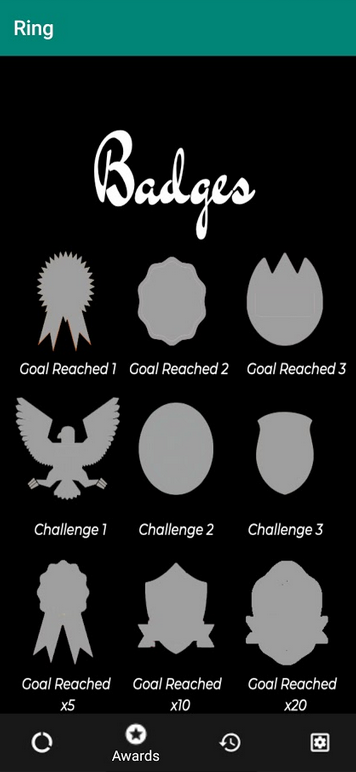 Ring
Badges
Goal Reached 1 Goal Reached 2 Goal Reached 3
Challenge 1 Challenge 2 Challenge 3
Goal Reached Goal Reached Goal Reached
x5 x10 x20
Awards